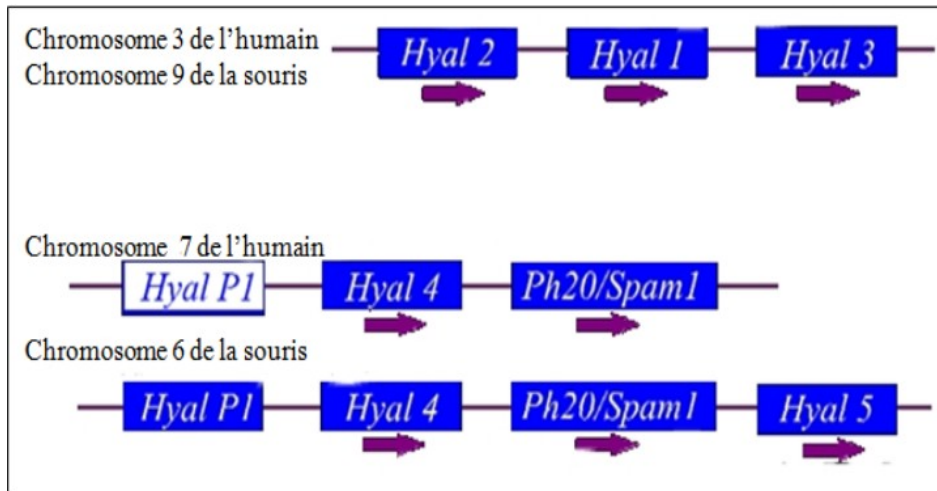 Chromosome 3 de l’humain
Chromosome 9 de la souris
Hyal 2 Hyal 1 Hyal 3
Chromosome 7 de l’humain
Hyal P1 Hyal 4 Ph20/Spam1
Chromosome 6 de la souris
Hyal P1 Hyal 4 Ph20/Spam1 Hyal 5